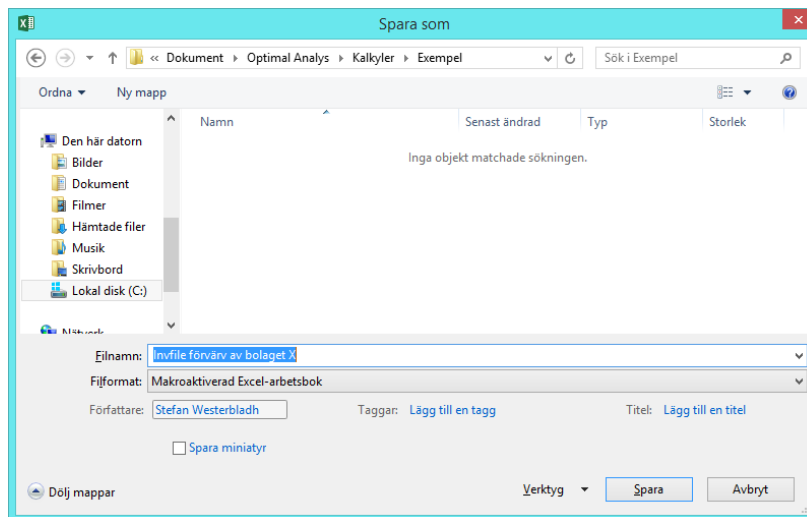 Spara som
« Dokument Optimal Analys Kalkyler Exempel Sök i Exempel
Ordna Ny mapp
Namn Senast ändrad Typ Storlek
Den här datorn
Inga objekt matchade sökningen.
Bilder
Dokument
Filmer
Hämtade filer
Musik
Skrivbord
Lokal disk (C:)
Nätverk
Filnamn: Invfile förvärv av bolaget X
Filformat: Makroaktiverad Excel-arbetsbok
Författare: Stefan Westerbladh Taggar: Lägg till en tagg Titel: Lägg till en titel
Spara miniatyr
Dölj mappar Verktyg Spara Avbryt